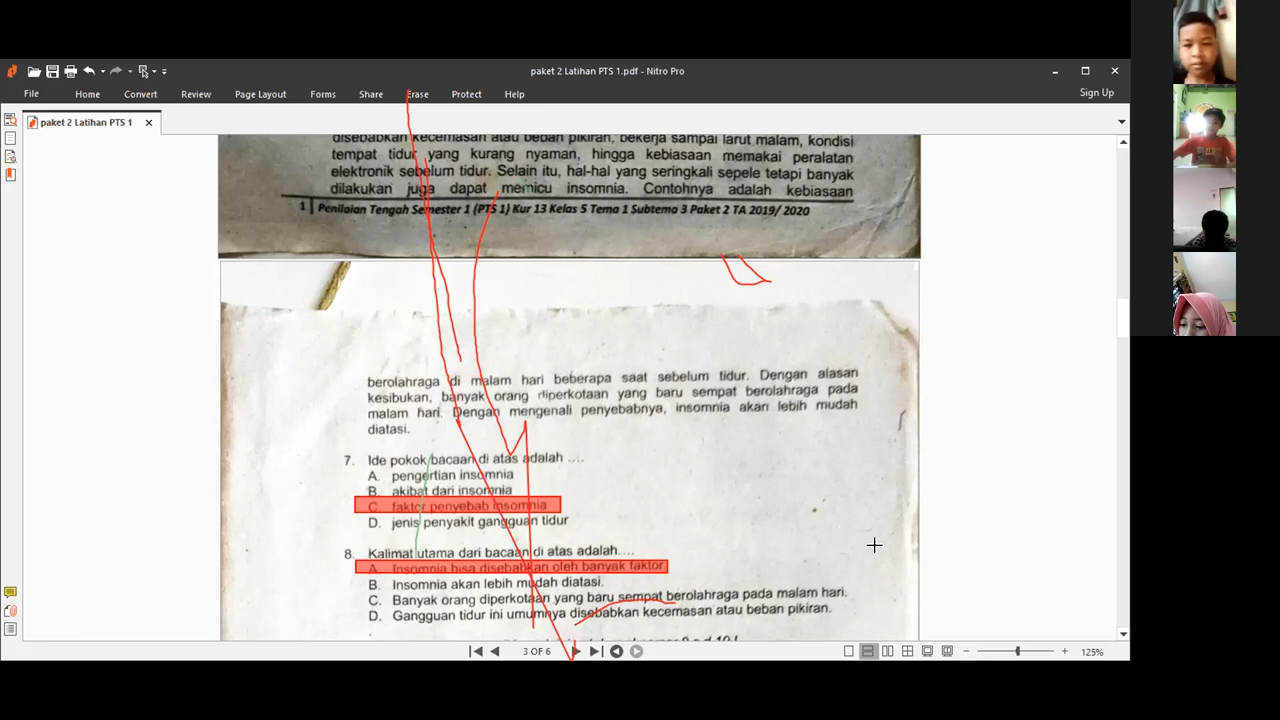 paket 2 Latihan PTS 1.pdf - Nitro Pro
File Home Convert Review Page Layout Forms Share Erase Protect Help Sign Up
paket 2 Latihan PTS 1
disebabkan kecemasan atau beban pikiran, bekerja sampai larut malam, kondisi
tempat tidur yang kurang nyaman, hingga kebiasaan memakai peralatan
elektronik sebelum tidur. Selain itu, hal-hal yang seringkali sepele tetapi banyak
dilakukan juga dapat memicu insomnia. Contohnya adalah kebiasaan
1 | Penilaian Tengah Semester 1 (PTS 1) Kur 13 Kelas 5 Tema 1 Subtema 3 Paket 2 TA 2019/ 2020
berolahraga di malam hari beberapa saat sebelum tidur. Dengan alasan
kesibukan, banyak orang diperkotaan yang baru sempat berolahraga pada
malam hari. Dengan mengenali penyebabnya, insomnia akan lebih mudah
diatasi.
7. Ide pokok bacaan di atas adalah ....
A. pengertian insomnia
B. akibat dari insomnia
C. faktor penyebab insomnia
D. jenis penyakit gangguan tidur
8. Kalimat utama dari bacaan di atas adalah....
A. Insomnia bisa disebabkan oleh banyak faktor
B. Insomnia akan lebih mudah diatasi.
C. Banyak orang diperkotaan yang baru sempat berolahraga pada malam hari.
D. Gangguan tidur ini umumnya disebabkan kecemasan atau beban pikiran.
3 OF 6
125%